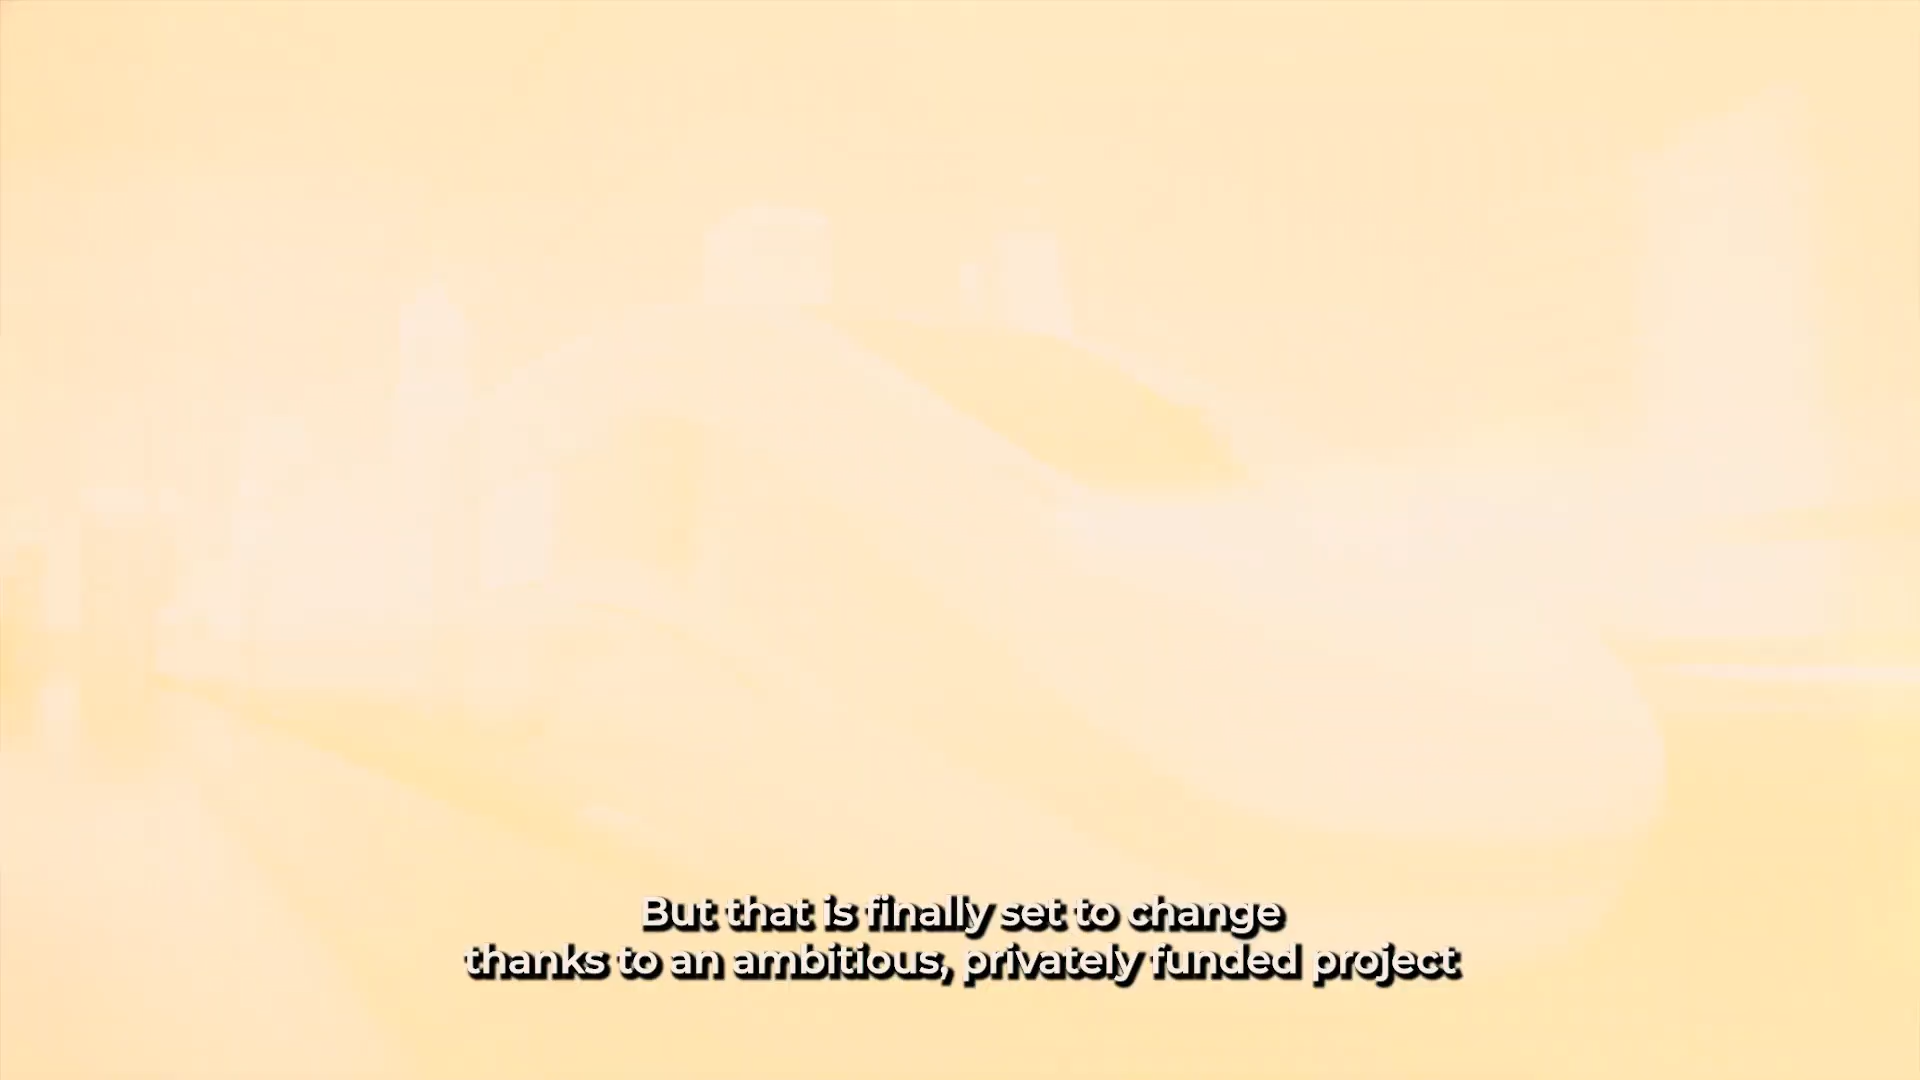 But that is finally set to change
thanks to an ambitious, privately funded project